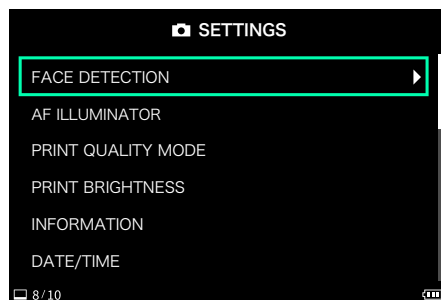 SETTINGS
FACE DETECTION
AF ILLUMINATOR
PRINT QUALITY MODE
PRINT BRIGHTNESS
INFORMATION
DATE/TIME
8/10